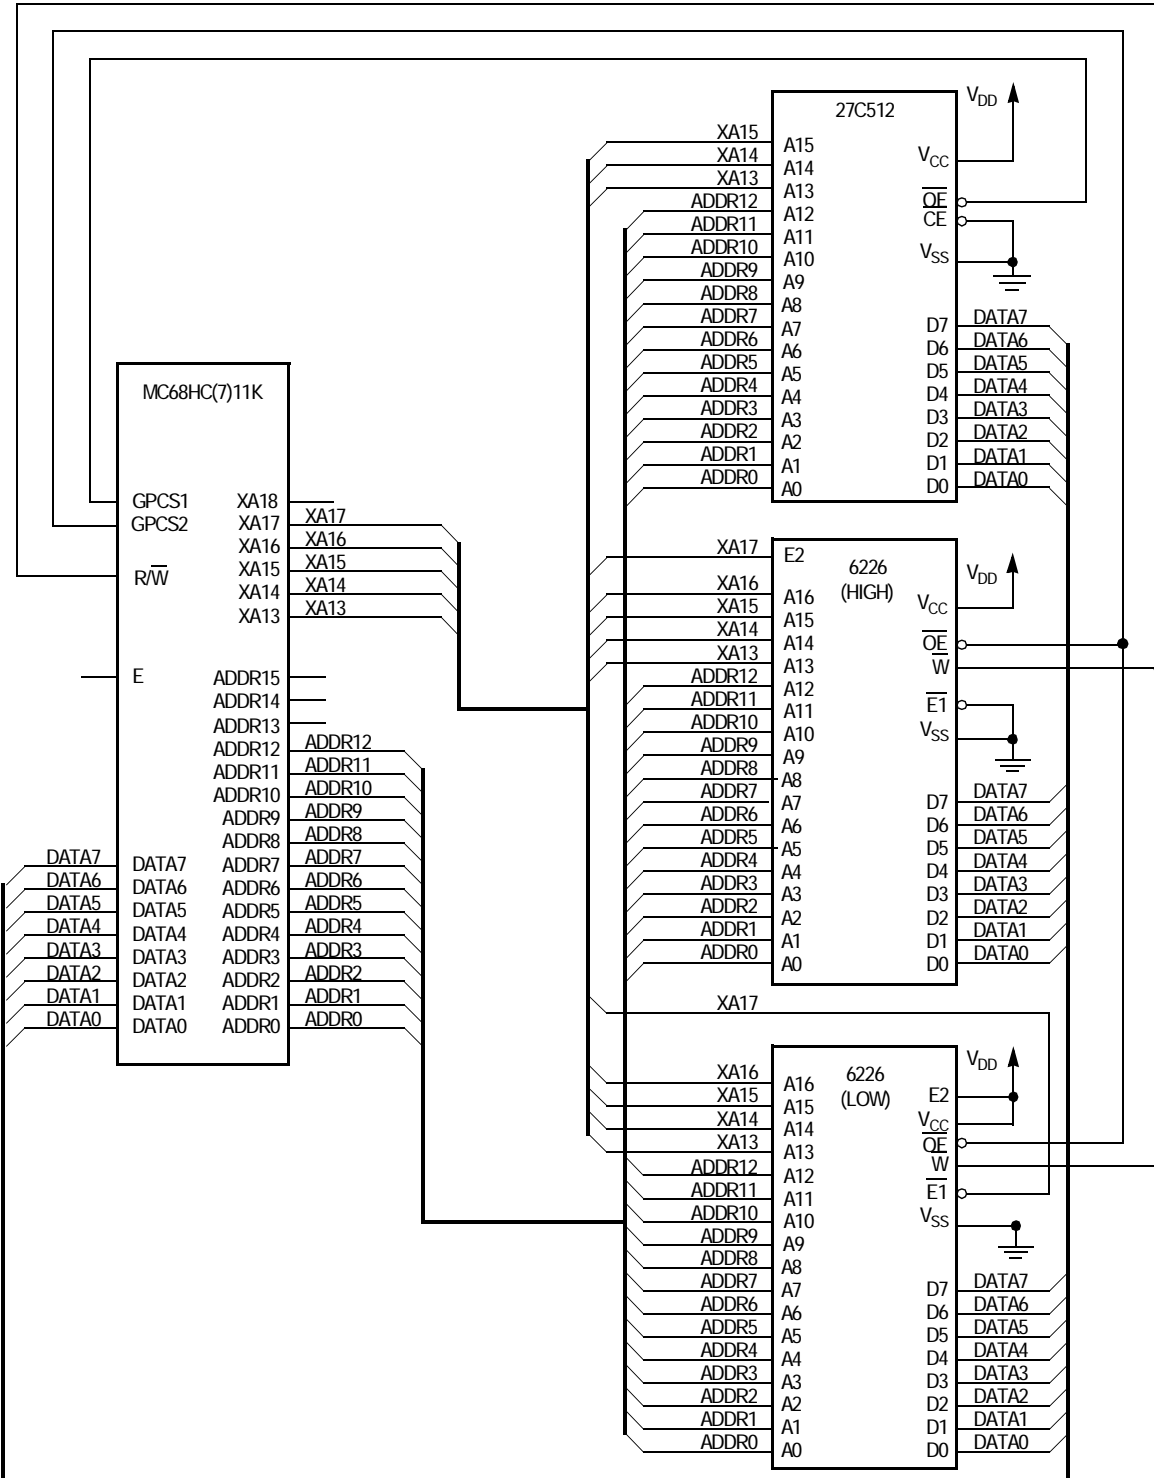 MC68HC(7)11K
GPCS1
GPCS2
R/W̅
E
DATA7 DATA7
DATA6 DATA6
DATA5 DATA5
DATA4 DATA4
DATA3 DATA3
DATA2 DATA2
DATA1 DATA1
DATA0 DATA0
XA18
XA17 XA17
XA16 XA16
XA15 XA15
XA14 XA14
XA13 XA13
ADDR15
ADDR14
ADDR13
ADDR12 ADDR12
ADDR11 ADDR11
ADDR10 ADDR10
ADDR9 ADDR9
ADDR8 ADDR8
ADDR7 ADDR7
ADDR6 ADDR6
ADDR5 ADDR5
ADDR4 ADDR4
ADDR3 ADDR3
ADDR2 ADDR2
ADDR1 ADDR1
ADDR0 ADDR0
27C512
XA15 A15
XA14 A14
XA13 A13
ADDR12 A12
ADDR11 A11
ADDR10 A10
ADDR9 A9
ADDR8 A8
ADDR7 A7
ADDR6 A6
ADDR5 A5
ADDR4 A4
ADDR3 A3
ADDR2 A2
ADDR1 A1
ADDR0 A0
VDD
VCC
O̅E̅
C̅E̅
VSS
D7 DATA7
D6 DATA6
D5 DATA5
D4 DATA4
D3 DATA3
D2 DATA2
D1 DATA1
D0 DATA0
6226
(HIGH)
XA17 E2
XA16 A16
XA15 A15
XA14 A14
XA13 A13
ADDR12 A12
ADDR11 A11
ADDR10 A10
ADDR9 A9
ADDR8 A8
ADDR7 A7
ADDR6 A6
ADDR5 A5
ADDR4 A4
ADDR3 A3
ADDR2 A2
ADDR1 A1
ADDR0 A0
VDD
VCC
O̅E̅
W̅
E̅1̅
VSS
D7 DATA7
D6 DATA6
D5 DATA5
D4 DATA4
D3 DATA3
D2 DATA2
D1 DATA1
D0 DATA0
XA17
6226
(LOW)
XA16 A16
XA15 A15
XA14 A14
XA13 A13
ADDR12 A12
ADDR11 A11
ADDR10 A10
ADDR9 A9
ADDR8 A8
ADDR7 A7
ADDR6 A6
ADDR5 A5
ADDR4 A4
ADDR3 A3
ADDR2 A2
ADDR1 A1
ADDR0 A0
VDD
E2
VCC
O̅E̅
W̅
E̅1̅
VSS
D7 DATA7
D6 DATA6
D5 DATA5
D4 DATA4
D3 DATA3
D2 DATA2
D1 DATA1
D0 DATA0